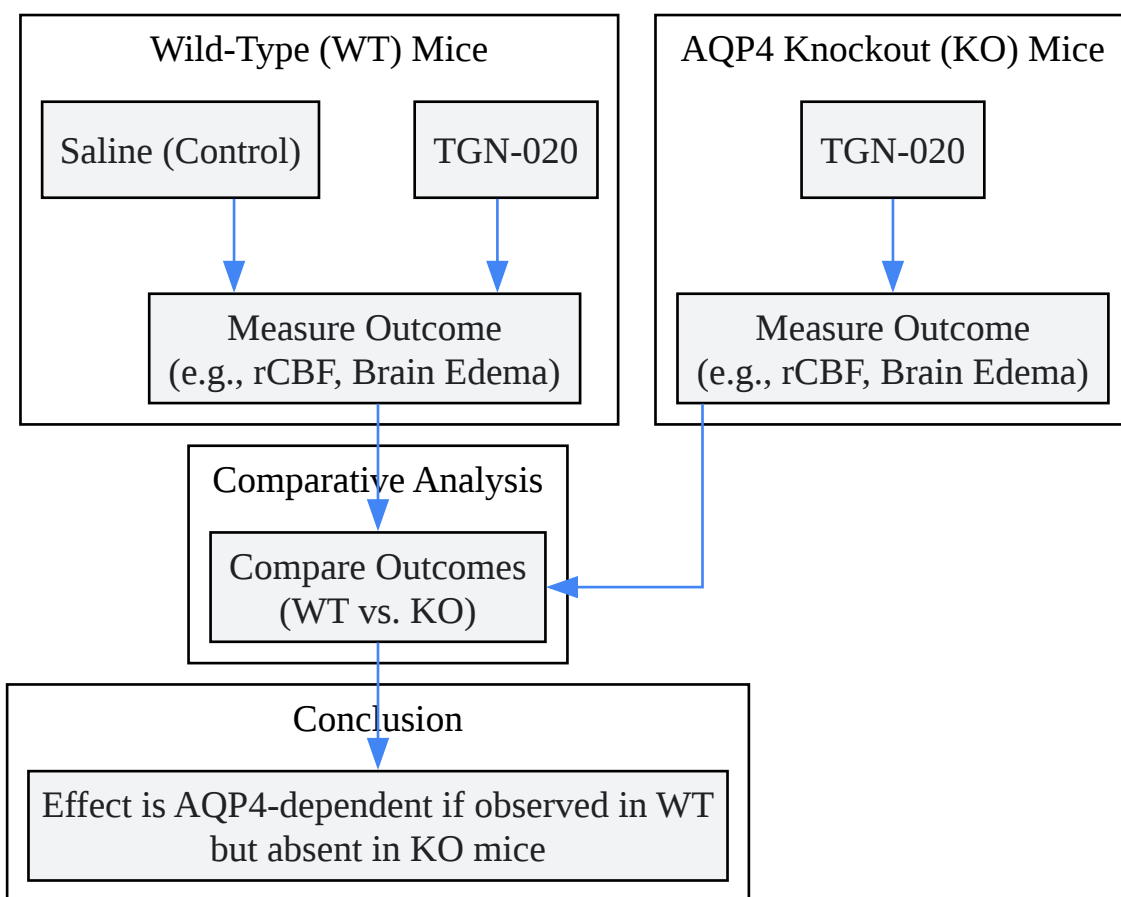 Wild-Type (WT) Mice
Saline (Control)
TGN-020
Measure Outcome
(e.g., rCBF, Brain Edema)
AQP4 Knockout (KO) Mice
TGN-020
Measure Outcome
(e.g., rCBF, Brain Edema)
Comparative Analysis
Compare Outcomes
(WT vs. KO)
Conclusion
Effect is AQP4-dependent if observed in WT
but absent in KO mice